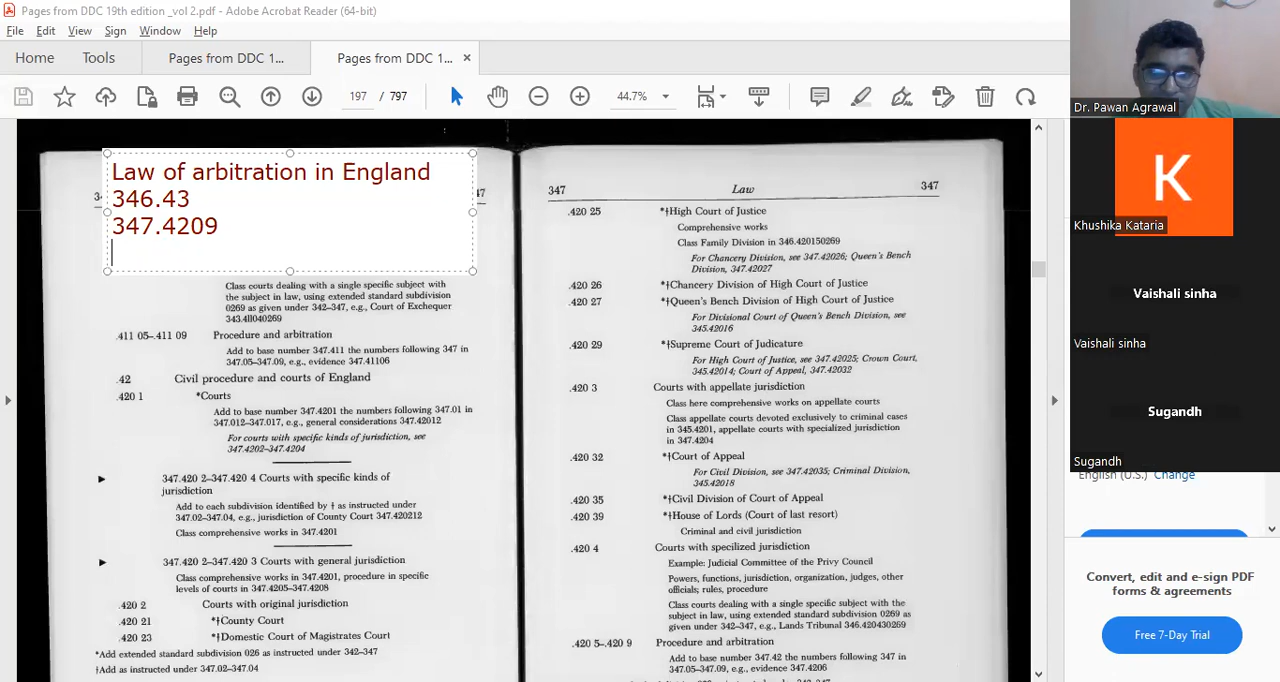 Pages from DDC 19th edition _vol 2.pdf - Adobe Acrobat Reader (64-bit)
File Edit View Sign Window Help
Home Tools Pages from DDC 1... Pages from DDC 1... ×
197 / 797 44.7%
Law of arbitration in England
346.43
347.4209
47
Class courts dealing with a single specific subject with
the subject in law, using extended standard subdivision
0269 as given under 342–347, e.g., Court of Exchequer
343.411040269
.411 05–.411 09 Procedure and arbitration
Add to base number 347.411 the numbers following 347 in
347.05–347.09, e.g., evidence 347.41106
.42 Civil procedure and courts of England
.420 1 *Courts
Add to base number 347.4201 the numbers following 347.01 in
347.012–347.017, e.g., general considerations 347.42012
For courts with specific kinds of jurisdiction, see
347.4202–347.4204
347.420 2–347.420 4 Courts with specific kinds of
jurisdiction
Add to each subdivision identified by † as instructed under
347.02–347.04, e.g., jurisdiction of County Court 347.420212
Class comprehensive works in 347.4201
347.420 2–347.420 3 Courts with general jurisdiction
Class comprehensive works in 347.4201, procedure in specific
levels of courts in 347.4205–347.4208
.420 2 Courts with original jurisdiction
.420 21 *†County Court
.420 23 *†Domestic Court of Magistrates Court
*Add extended standard subdivision 026 as instructed under 342–347
†Add as instructed under 347.02–347.04
347 Law 347
.420 25 *†High Court of Justice
Comprehensive works
Class Family Division in 346.420150269
For Chancery Division, see 347.42026; Queen's Bench
Division, 347.42027
.420 26 *†Chancery Division of High Court of Justice
.420 27 *†Queen's Bench Division of High Court of Justice
For Divisional Court of Queen's Bench Division, see
345.42016
.420 29 *†Supreme Court of Judicature
For High Court of Justice, see 347.42025; Crown Court,
345.42014; Court of Appeal, 347.42032
.420 3 Courts with appellate jurisdiction
Class here comprehensive works on appellate courts
Class appellate courts devoted exclusively to criminal cases
in 345.4201, appellate courts with specialized jurisdiction
in 347.4204
.420 32 *†Court of Appeal
For Civil Division, see 347.42035; Criminal Division,
345.42018
.420 35 *†Civil Division of Court of Appeal
.420 39 *†House of Lords (Court of last resort)
Criminal and civil jurisdiction
.420 4 Courts with specialized jurisdiction
Example: Judicial Committee of the Privy Council
Powers, functions, jurisdiction, organization, judges, other
officials; rules, procedure
Class courts dealing with a single specific subject with the
subject in law, using extended standard subdivision 0269 as
given under 342–347, e.g., Lands Tribunal 346.420430269
.420 5–.420 9 Procedure and arbitration
Add to base number 347.42 the numbers following 347 in
347.05–347.09, e.g., evidence 347.4206
Dr. Pawan Agrawal
K
Khushika Kataria
Vaishali sinha
Vaishali sinha
Sugandh
Sugandh
English (U.S.) Change
Convert, edit and e-sign PDF
forms & agreements
Free 7-Day Trial